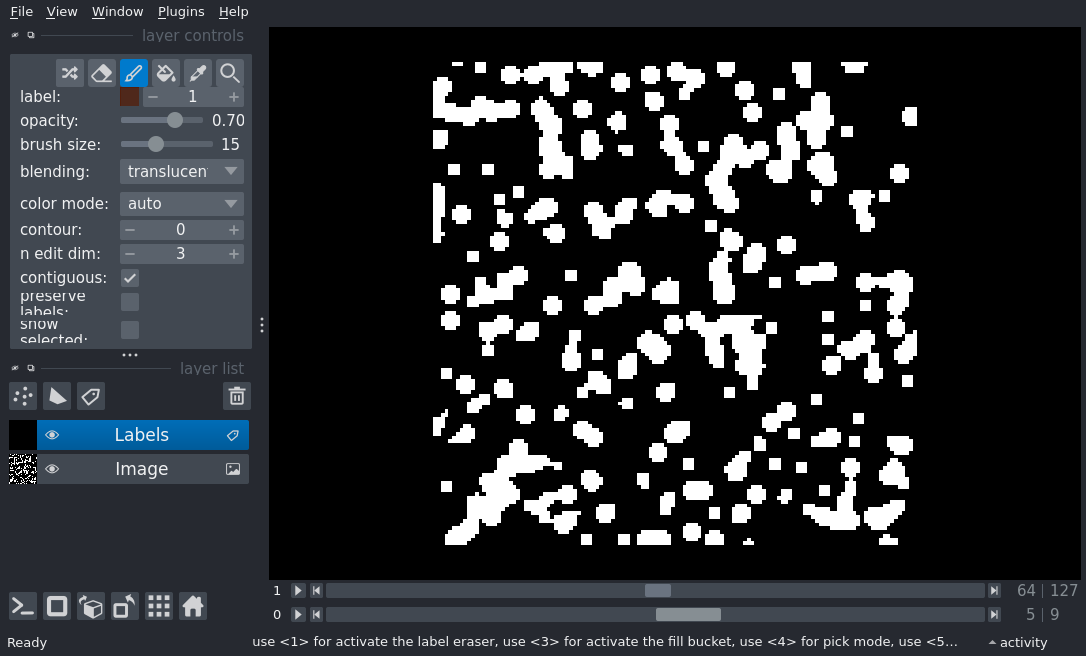 File View Window Plugins Help
layer controls
label: 1
opacity: 0.70
brush size: 15
blending: translucen
color mode: auto
contour: 0
n edit dim: 3
contiguous:
preserve
labels:
show
selected:
layer list
Labels
Image
1 64 127
0 5 9
Ready use <1> for activate the label eraser, use <3> for activate the fill bucket, use <4> for pick mode, use <5... activity